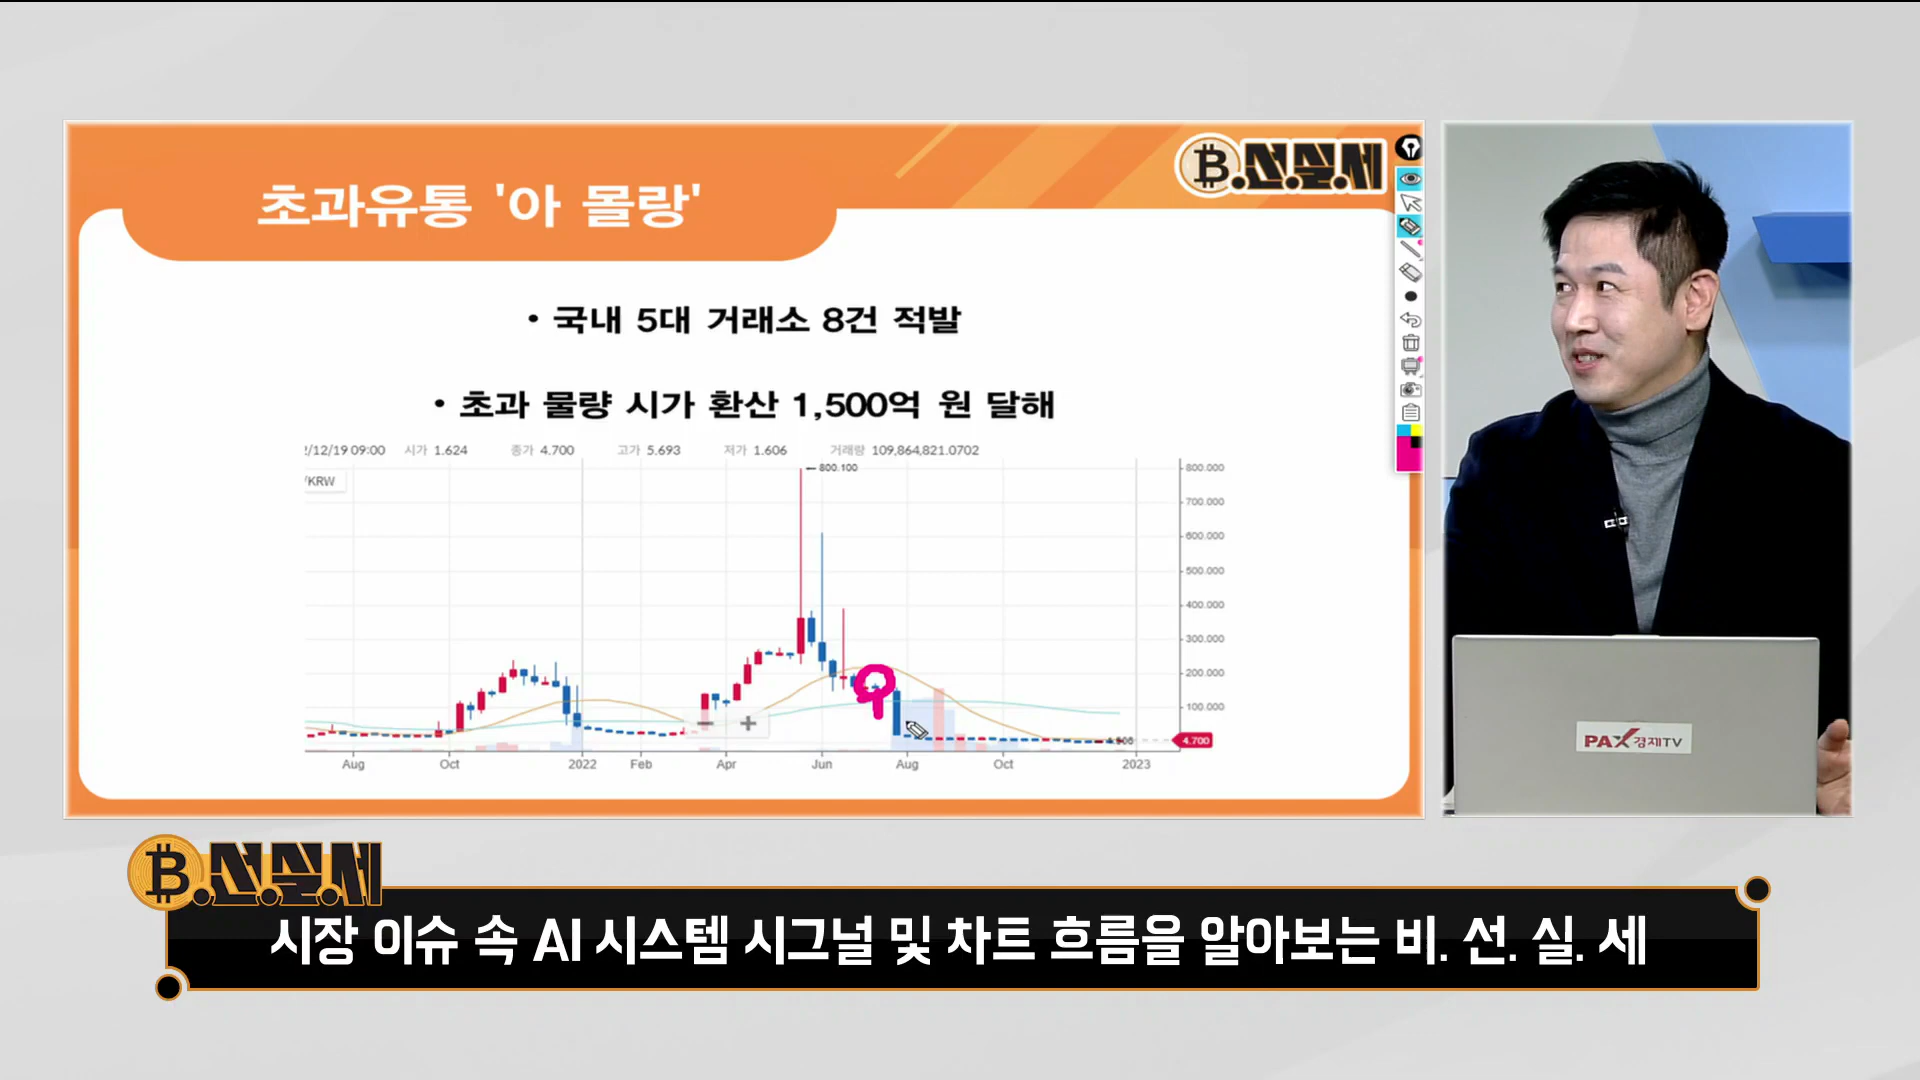 초과유통 '아 몰랑'
B.선.실.세
• 국내 5대 거래소 8건 적발
• 초과 물량 시가 환산 1,500억 원 달해
2/12/19 09:00 시가 1.624 종가 4.700 고가 5.693 저가 1.606 거래량 109,864,821.0702
/KRW
800.100
800.000
700.000
600.000
500.000
400.000
300.000
200.000
100.000
4.700
Aug Oct 2022 Feb Apr Jun Aug Oct 2023
PAX경제TV
B.선.실.세
시장 이슈 속 AI 시스템 시그널 및 차트 흐름을 알아보는 비. 선. 실. 세